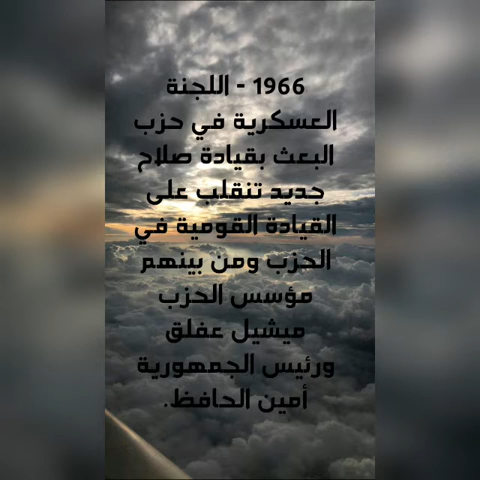 1966 - اللجنة
العسكرية في حزب
البعث بقيادة صلاح
جديد تنقلب على
القيادة القومية في
الحزب ومن بينهم
مؤسس الحزب
ميشيل عفلق
ورئيس الجمهورية
أمين الحافظ.